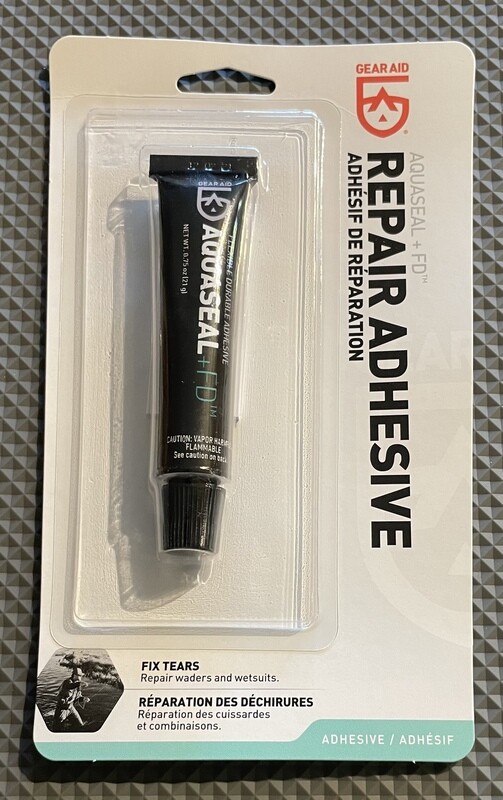 GEAR AID
AQUASEAL + FD™
REPAIR ADHESIVE
ADHÉSIF DE RÉPARATION
GEAR AID
AQUASEAL+FD™
FLEXIBLE DURABLE ADHESIVE
NET WT. 0.75 oz (21 g)
CAUTION: VAPOR HARMFUL
FLAMMABLE
See caution on back
FIX TEARS
Repair waders and wetsuits.
RÉPARATION DES DÉCHIRURES
Réparation des cuissardes
et combinaisons.
ADHESIVE / ADHÉSIF